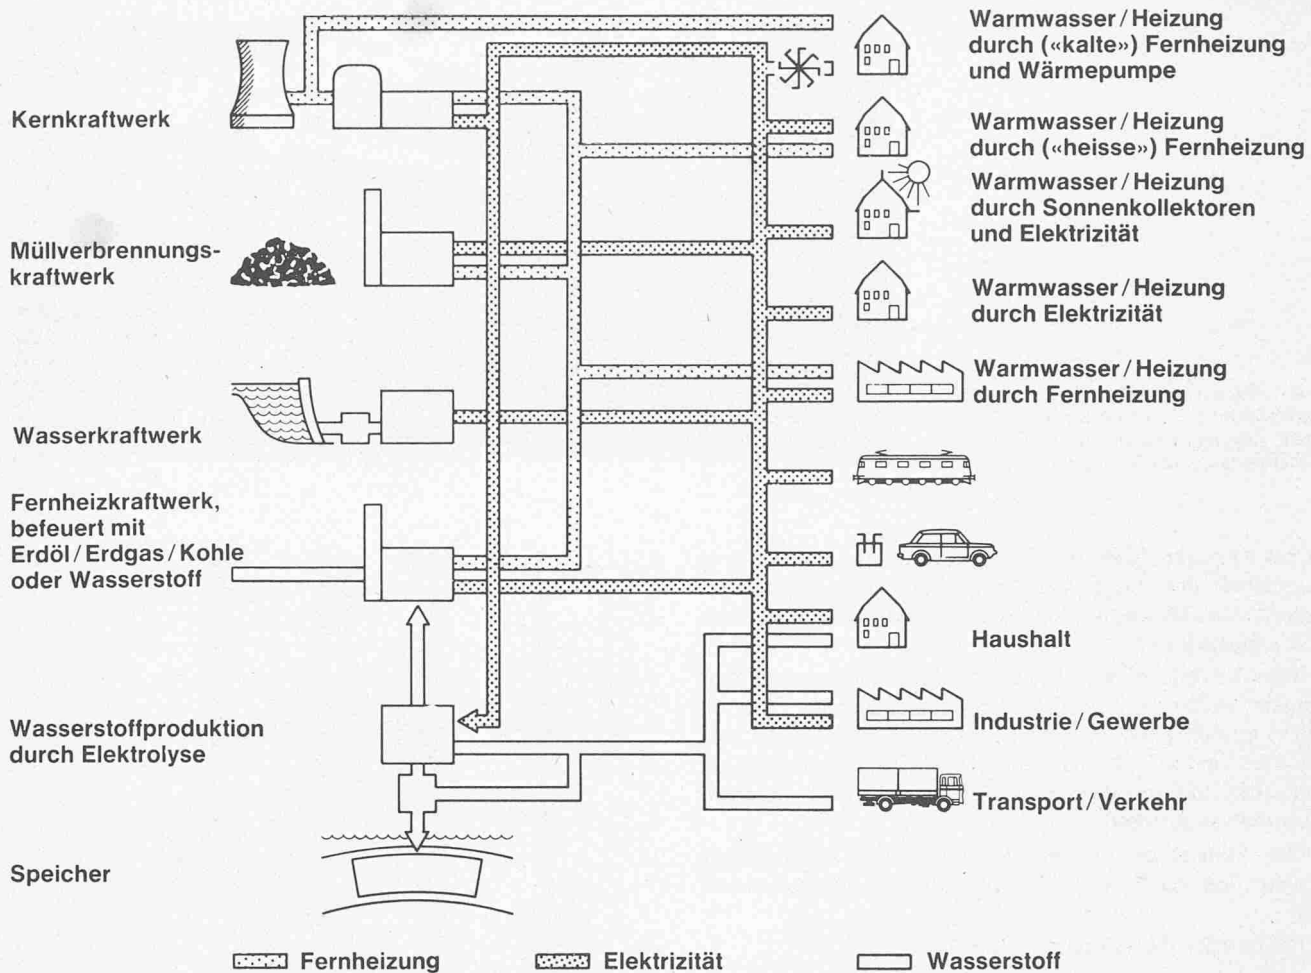 Kernkraftwerk
Müllverbrennungs-
kraftwerk
Wasserkraftwerk
Fernheizkraftwerk,
befeuert mit
Erdöl / Erdgas / Kohle
oder Wasserstoff
Wasserstoffproduktion
durch Elektrolyse
Speicher
Warmwasser / Heizung
durch («kalte») Fernheizung
und Wärmepumpe
Warmwasser / Heizung
durch («heisse») Fernheizung
Warmwasser / Heizung
durch Sonnenkollektoren
und Elektrizität
Warmwasser / Heizung
durch Elektrizität
Warmwasser / Heizung
durch Fernheizung
Haushalt
Industrie / Gewerbe
Transport / Verkehr
Fernheizung
Elektrizität
Wasserstoff